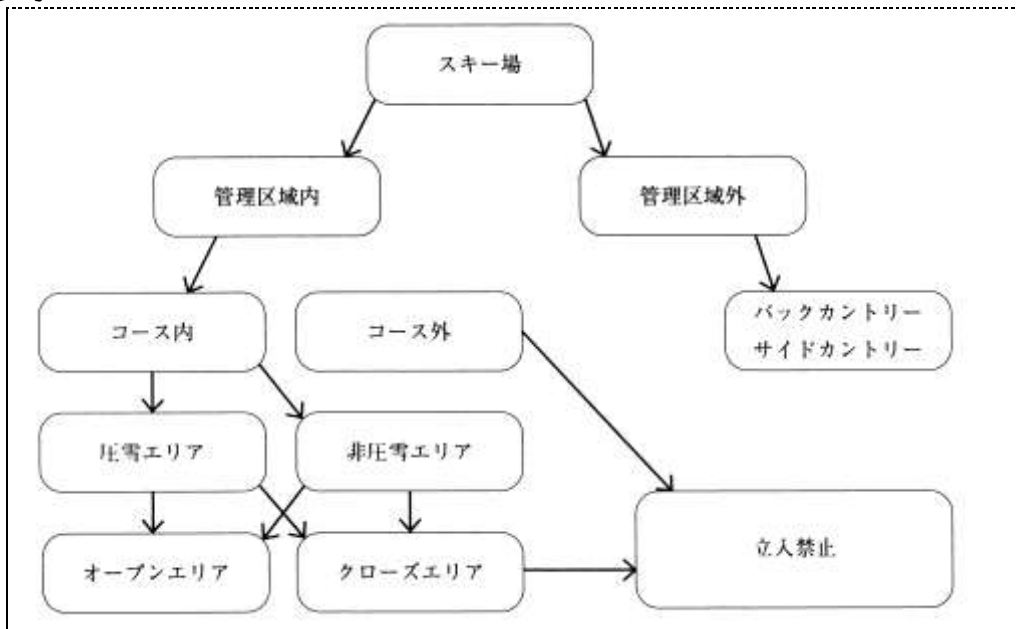 スキー場
管理区域内
管理区域外
コース内
コース外
バックカントリー
サイドカントリー
圧雪エリア
非圧雪エリア
オープンエリア
クローズエリア
立入禁止